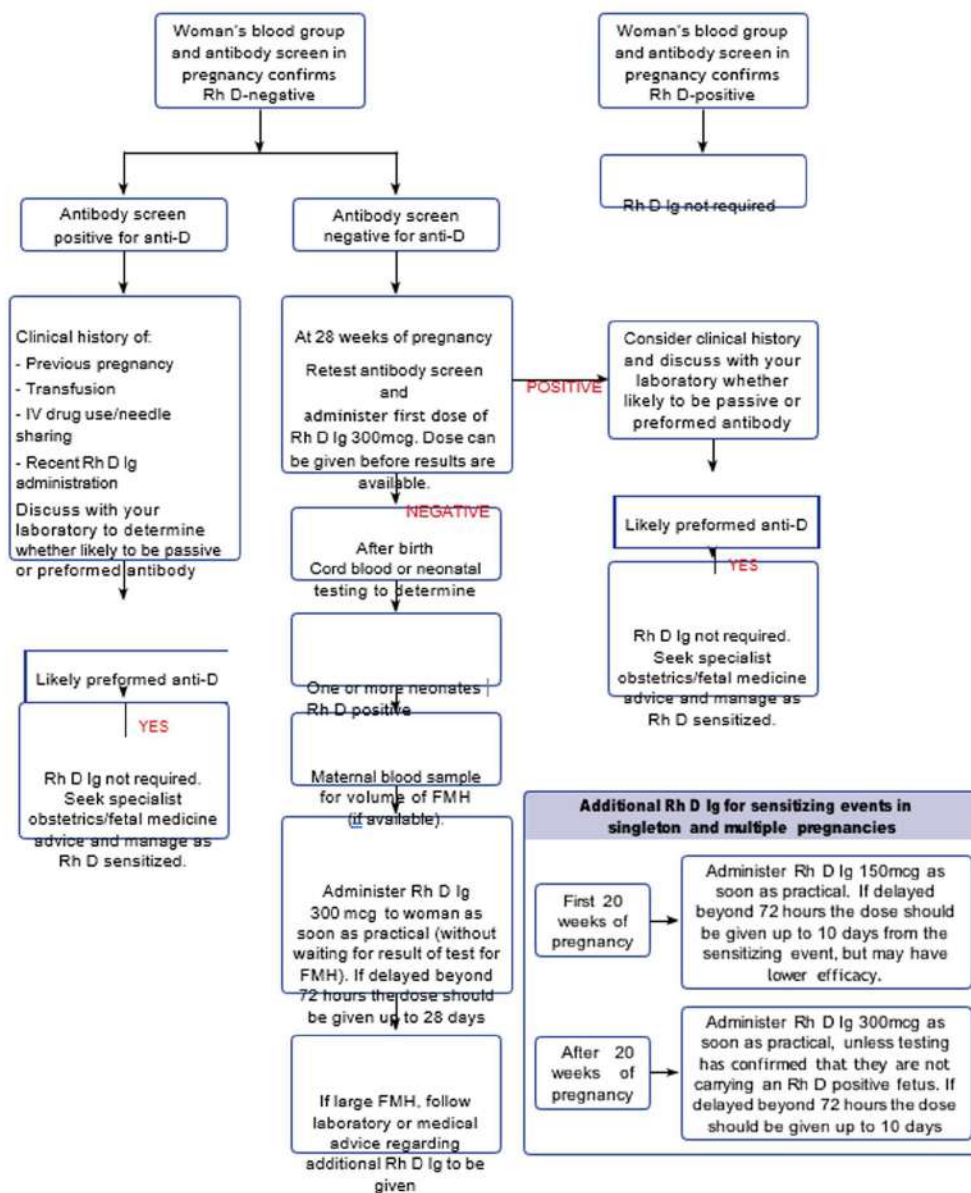 Woman's blood group
and antibody screen in
pregnancy confirms
Rh D-negative
Woman's blood group
and antibody screen in
pregnancy confirms
Rh D-positive
Rh D Ig not required
Antibody screen
positive for anti-D
Antibody screen
negative for anti-D
Clinical history of:
- Previous pregnancy
- Transfusion
- IV drug use/needle
sharing
- Recent Rh D Ig
administration
Discuss with your
laboratory to determine
whether likely to be passive
or preformed antibody
At 28 weeks of pregnancy
Retest antibody screen
and
administer first dose of
Rh D Ig 300mcg. Dose can
be given before results are
available.
POSITIVE
Consider clinical history
and discuss with your
laboratory whether
likely to be passive or
preformed antibody
Likely preformed anti-D
YES
Rh D Ig not required.
Seek specialist
obstetrics/fetal medicine
advice and manage as
Rh D sensitized.
NEGATIVE
After birth
Cord blood or neonatal
testing to determine
One or more neonates
Rh D positive
Maternal blood sample
for volume of FMH
(if available).
Likely preformed anti-D
YES
Rh D Ig not required.
Seek specialist
obstetrics/fetal medicine
advice and manage as
Rh D sensitized.
Administer Rh D Ig
300 mcg to woman as
soon as practical (without
waiting for result of test for
FMH). If delayed beyond
72 hours the dose should
be given up to 28 days
If large FMH, follow
laboratory or medical
advice regarding
additional Rh D Ig to be
given
Additional Rh D Ig for sensitizing events in
singleton and multiple pregnancies
First 20
weeks of
pregnancy
Administer Rh D Ig 150mcg as
soon as practical. If delayed
beyond 72 hours the dose should
be given up to 10 days from the
sensitizing event, but may have
lower efficacy.
After 20
weeks of
pregnancy
Administer Rh D Ig 300mcg as
soon as practical, unless testing
has confirmed that they are not
carrying an Rh D positive fetus. If
delayed beyond 72 hours the dose
should be given up to 10 days